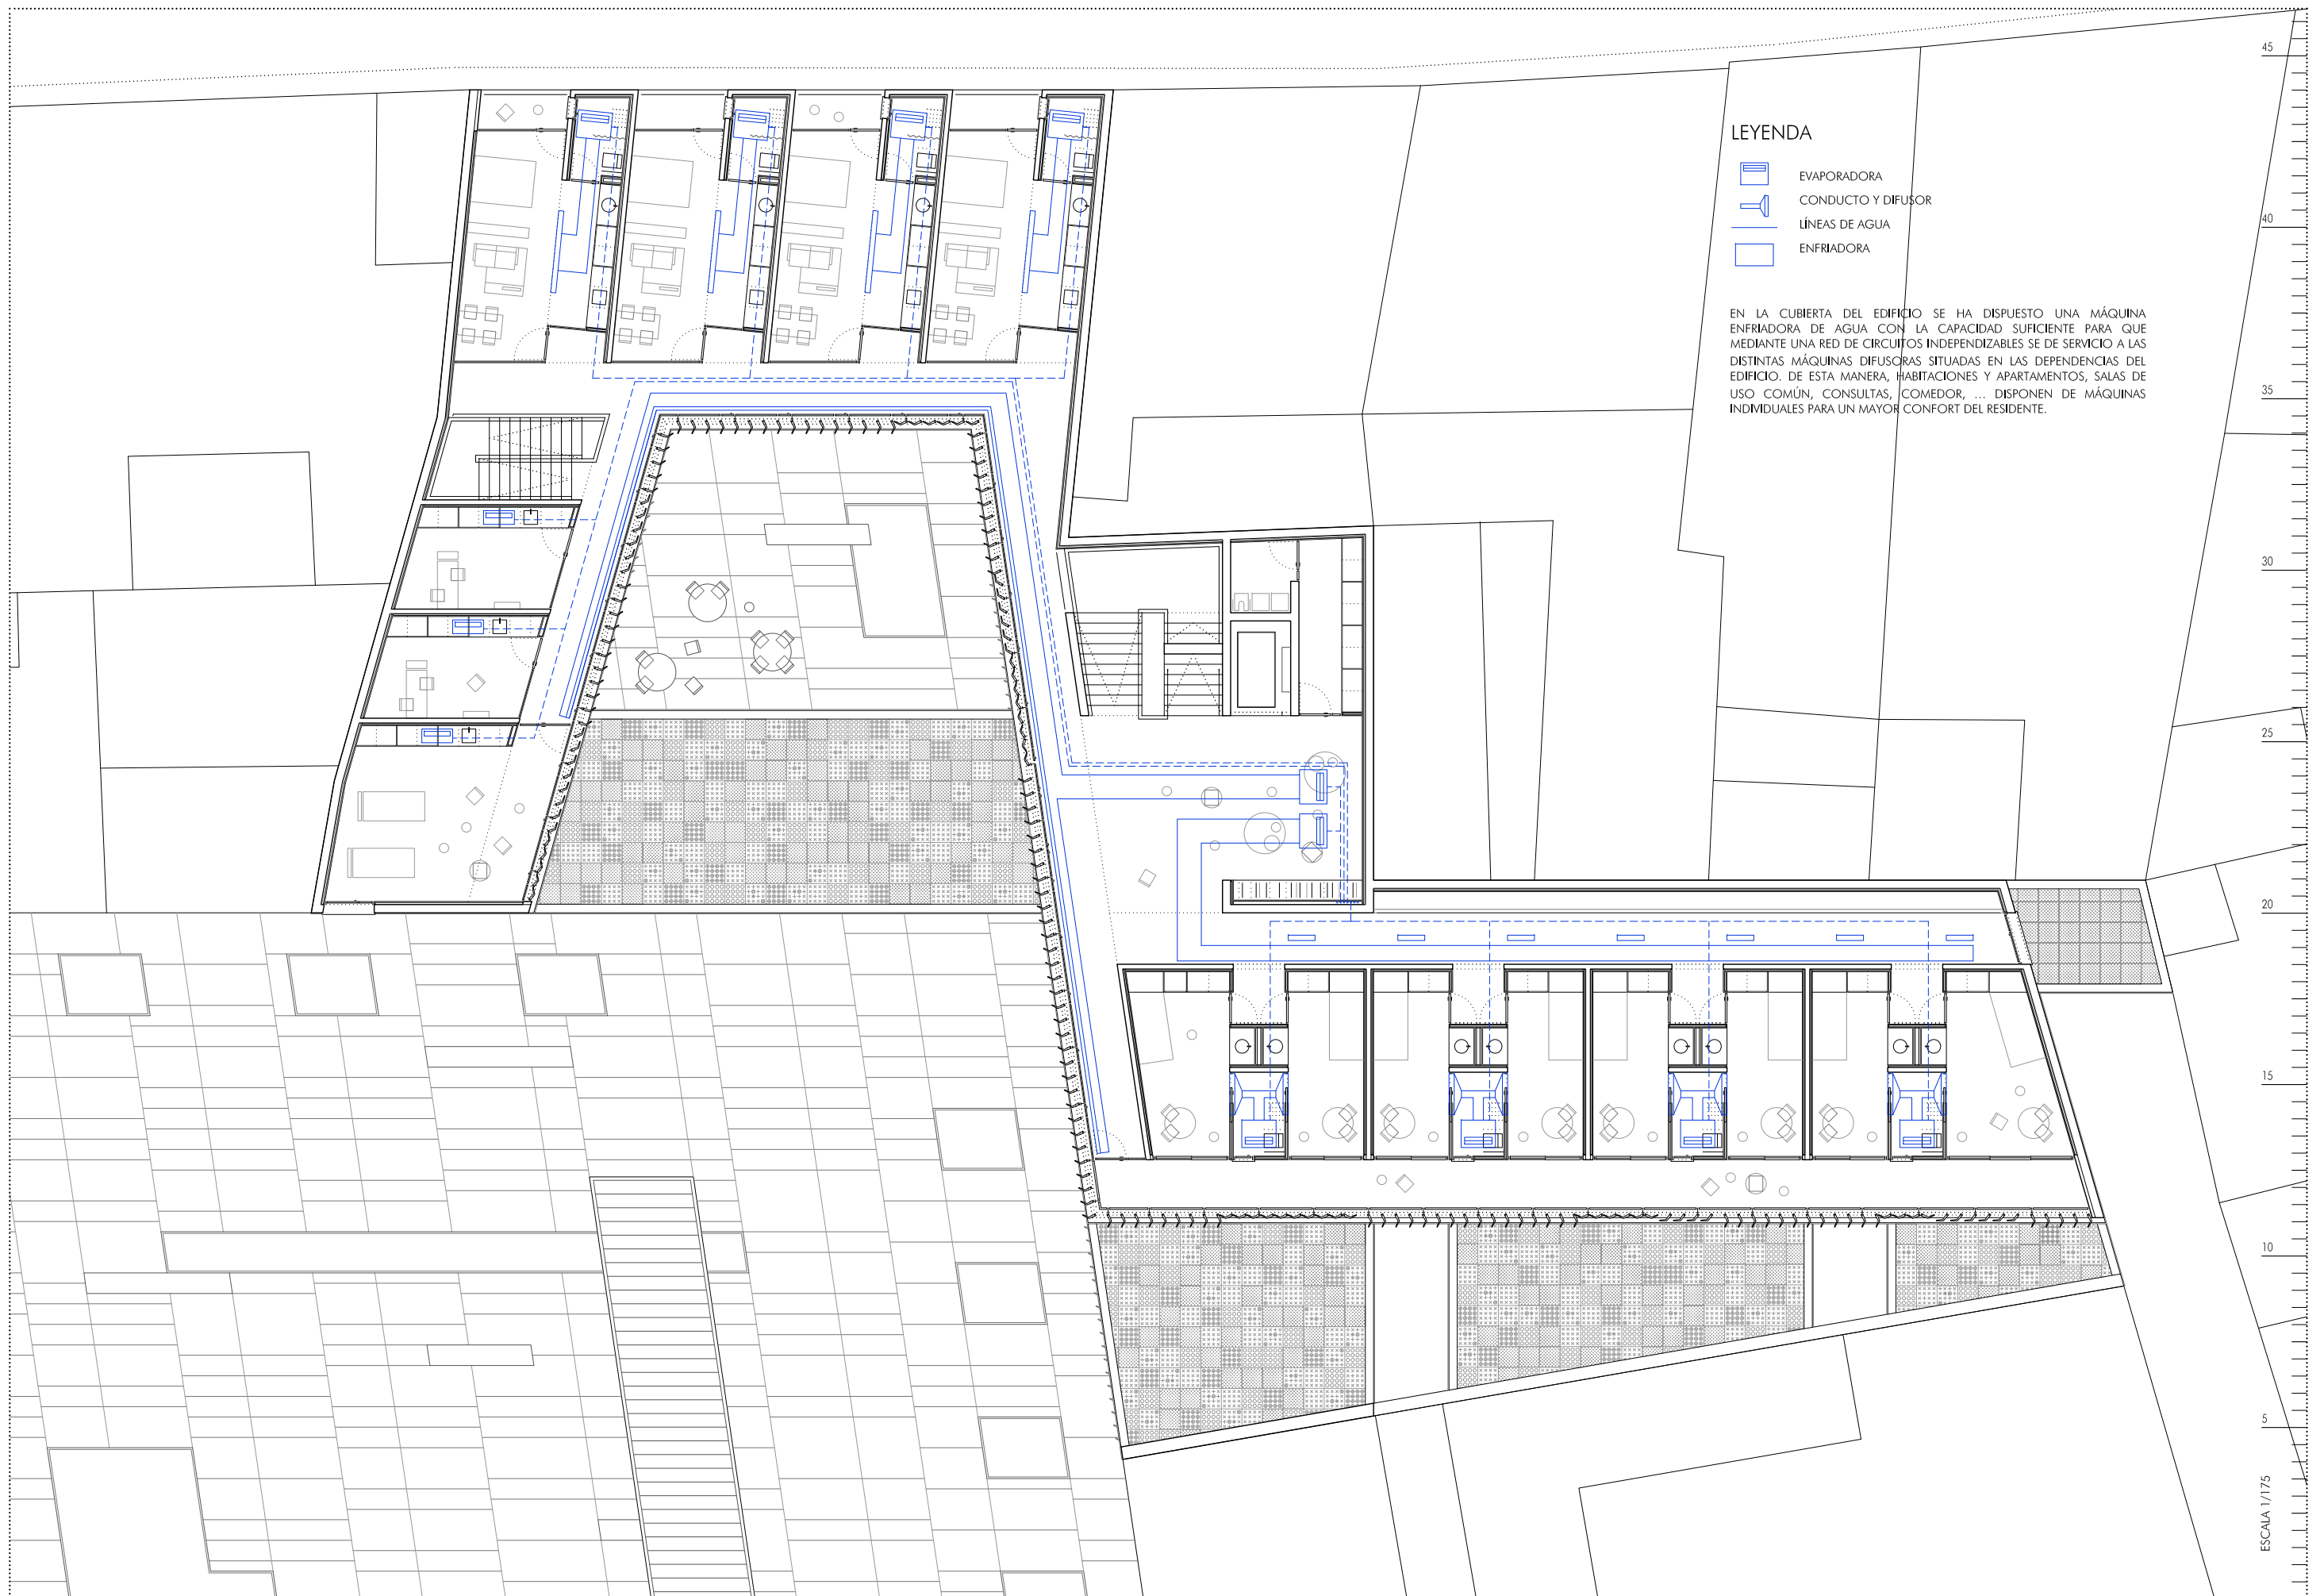 LEYENDA
EVAPORADORA
CONDUCTO Y DIFUSOR
LÍNEAS DE AGUA
ENFRIADORA
EN LA CUBIERTA DEL EDIFICIO SE HA DISPUESTO UNA MÁQUINA
ENFRIADORA DE AGUA CON LA CAPACIDAD SUFICIENTE PARA QUE
MEDIANTE UNA RED DE CIRCUITOS INDEPENDIZABLES SE DE SERVICIO A LAS
DISTINTAS MÁQUINAS DIFUSORAS SITUADAS EN LAS DEPENDENCIAS DEL
EDIFICIO. DE ESTA MANERA, HABITACIONES Y APARTAMENTOS, SALAS DE
USO COMÚN, CONSULTAS, COMEDOR, ... DISPONEN DE MÁQUINAS
INDIVIDUALES PARA UN MAYOR CONFORT DEL RESIDENTE.
45
40
35
30
25
20
15
10
5
ESCALA 1/175